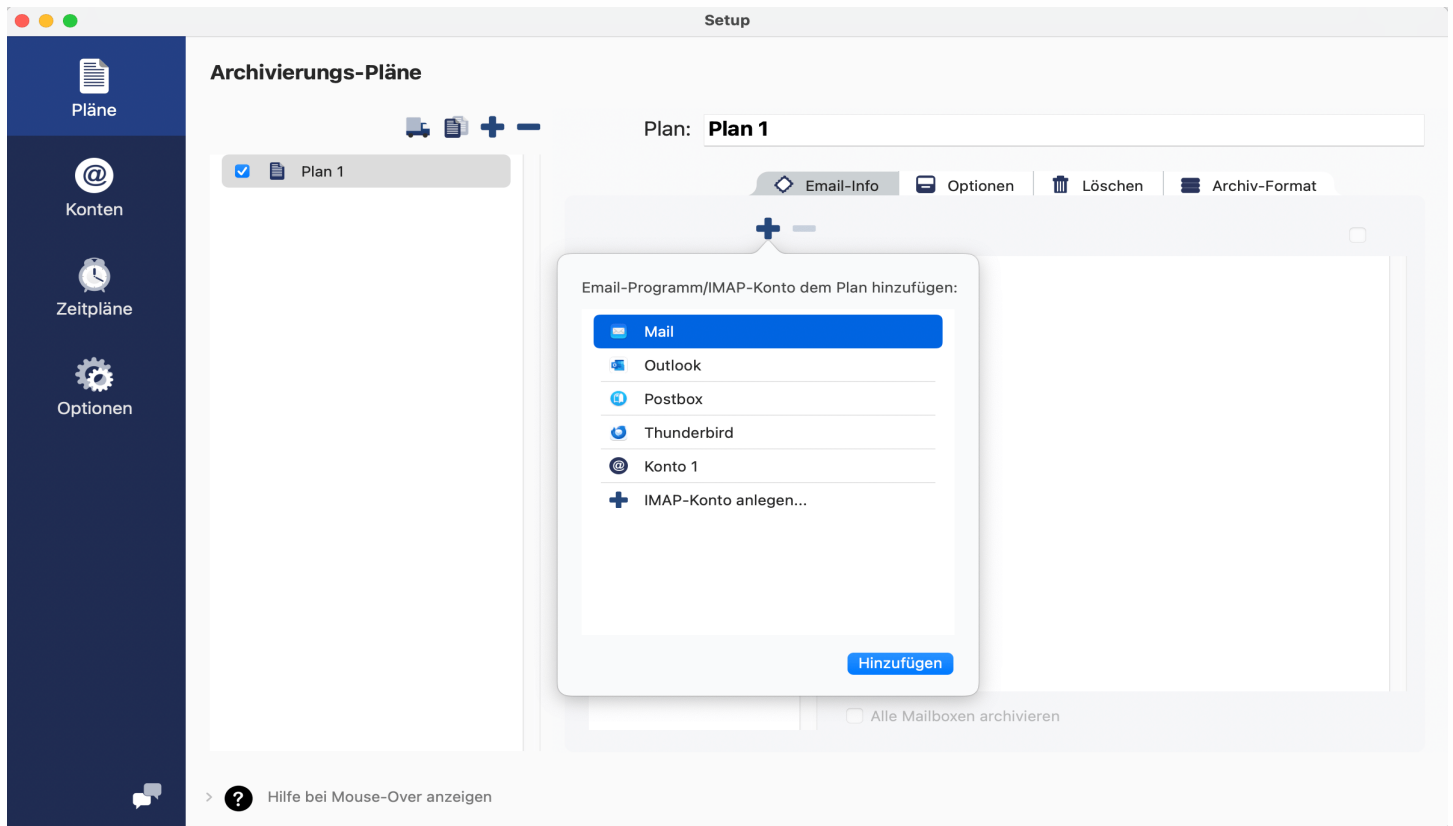 Setup
Pläne
Konten
Zeitpläne
Optionen
Archivierungs-Pläne
Plan 1
Plan: Plan 1
Email-Info Optionen Löschen Archiv-Format
Email-Programm/IMAP-Konto dem Plan hinzufügen:
Mail
Outlook
Postbox
Thunderbird
@ Konto 1
IMAP-Konto anlegen...
Hinzufügen
Alle Mailboxen archivieren
? Hilfe bei Mouse-Over anzeigen